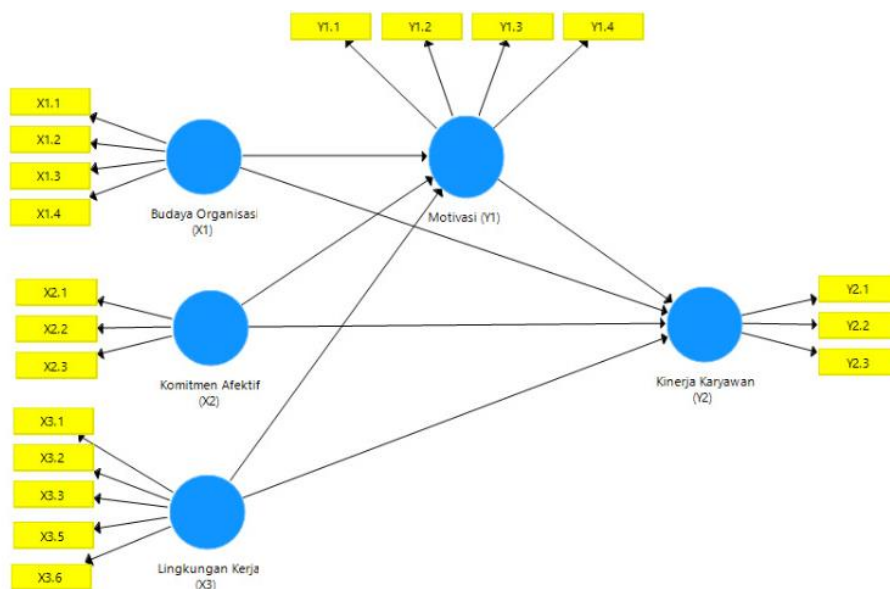 Y1.1
Y1.2
Y1.3
Y1.4
X1.1
X1.2
X1.3
X1.4
Budaya Organisasi
(X1)
Motivasi (Y1)
X2.1
X2.2
X2.3
Komitmen Afektif
(X2)
Y2.1
Y2.2
Y2.3
Kinerja Karyawan
(Y2)
X3.1
X3.2
X3.3
X3.5
X3.6
Lingkungan Kerja
(X3)